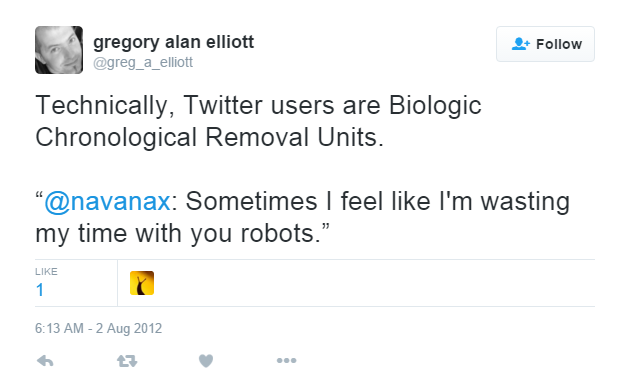 gregory alan elliott
@greg_a_elliott
Follow
Technically, Twitter users are Biologic
Chronological Removal Units.
“@navanax: Sometimes I feel like I'm wasting
my time with you robots.”
LIKE
1
6:13 AM - 2 Aug 2012